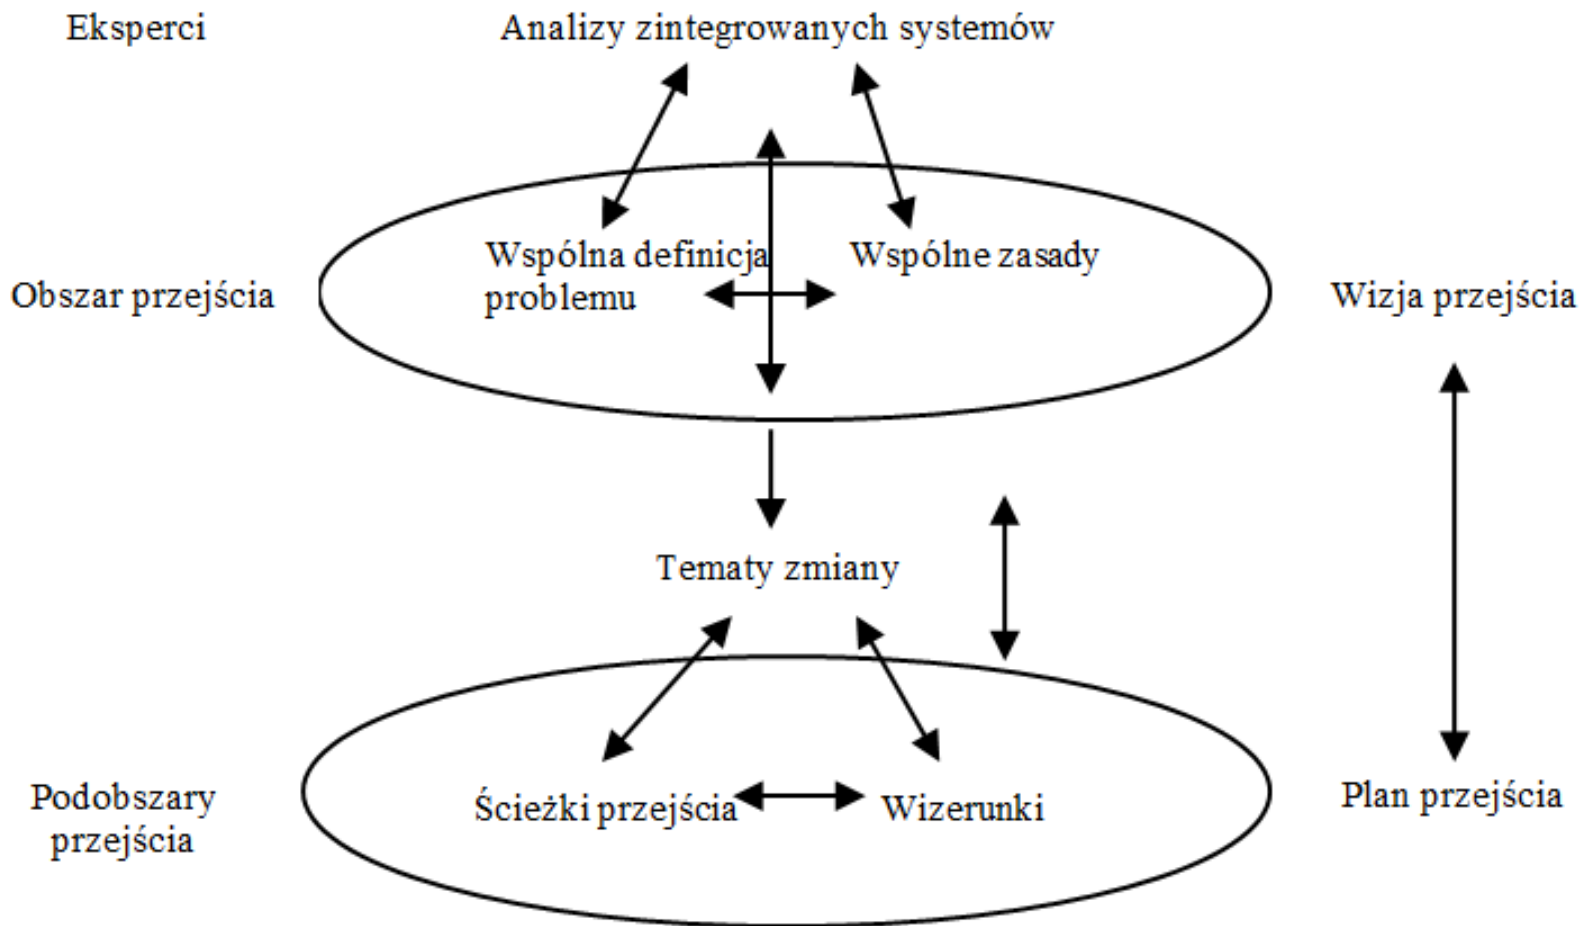 Eksperci
Analizy zintegrowanych systemów
Wspólna definicja
problemu
Wspólne zasady
Obszar przejścia
Wizja przejścia
Tematy zmiany
Podobszary
przejścia
Ścieżki przejścia
Wizerunki
Plan przejścia